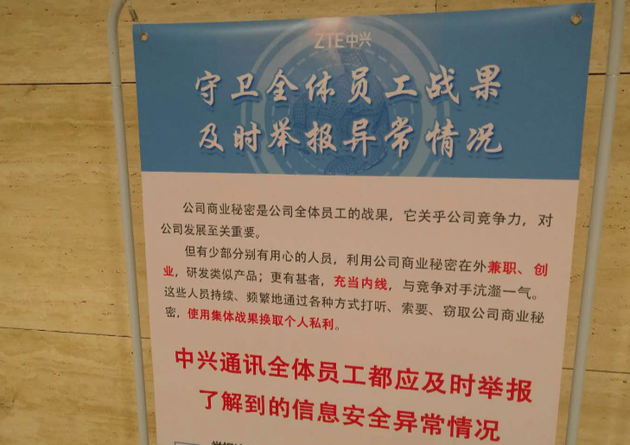 ZTE中兴
守卫全体员工战果
及时举报异常情况
公司商业秘密是公司全体员工的战果，它关乎公司竞争力，对
公司发展至关重要。
但有少部分别有用心的人员，利用公司商业秘密在外兼职、创
业，研发类似产品；更有甚者，充当内线，与竞争对手沆瀣一气。
这些人员持续、频繁地通过各种方式打听、索要、窃取公司商业秘
密，使用集体战果换取个人私利。
中兴通讯全体员工都应及时举报
了解到的信息安全异常情况